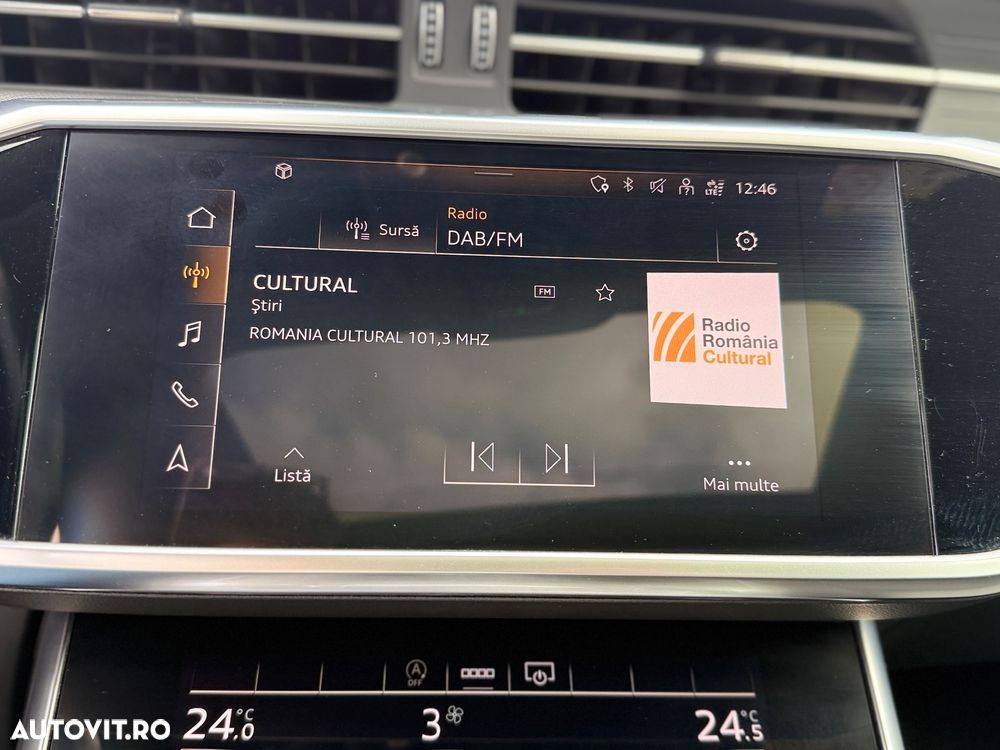 LTE
12:46
Sursă
Radio
DAB/FM
CULTURAL
FM
Ştiri
ROMANIA CULTURAL 101,3 MHZ
Radio
România
Cultural
Listă
Mai multe
A
OFF
24,0 °C
3
24,5 °C
AUTOVIT.RO